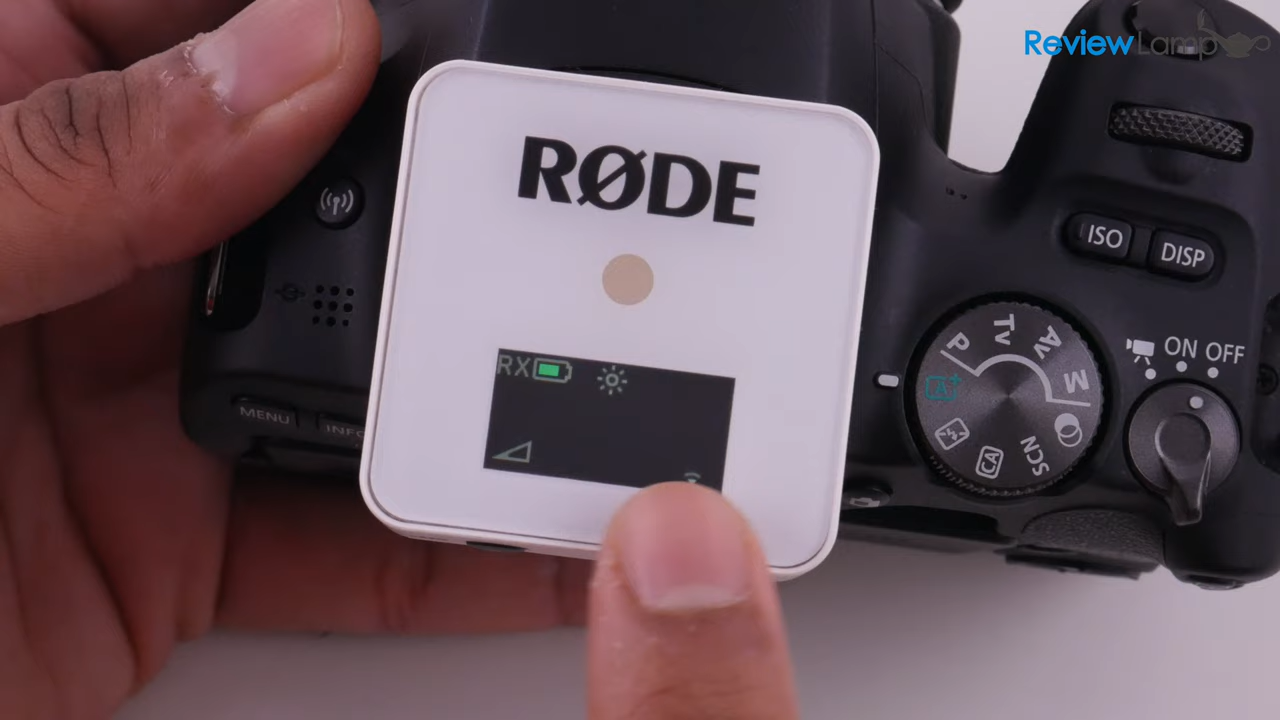 ReviewLamp
RØDE
RX
ISO
DISP
P
Tv
Av
M
A+
CA
SCN
ON OFF
MENU
INFO